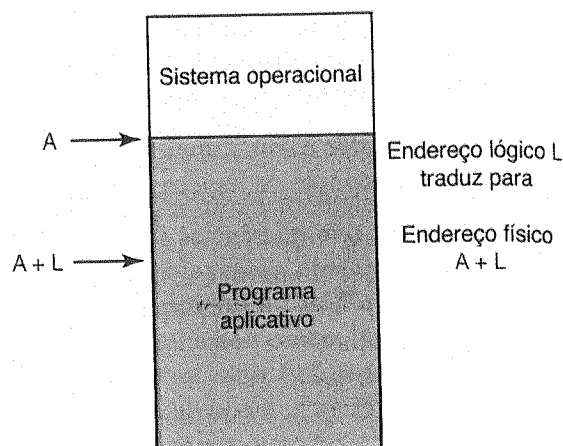 Sistema operacional
A
Endereço lógico L
traduz para
Endereço físico
A + L
A + L
Programa
aplicativo